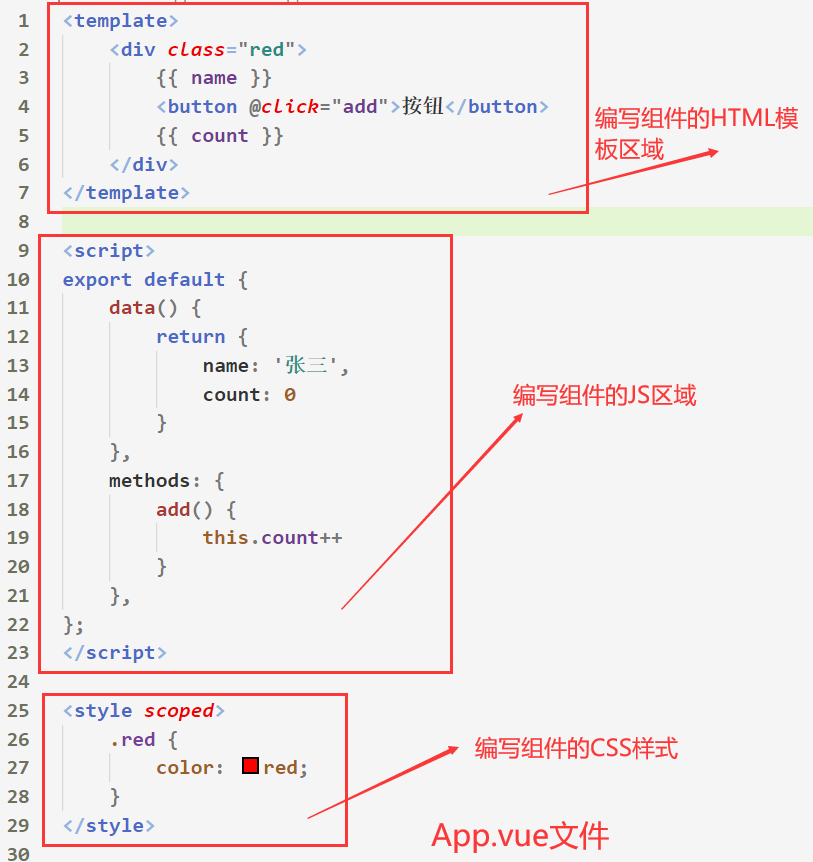 1 <template>
2 <div class="red">
3 {{ name }}
4 <button @click="add">按钮</button>
5 {{ count }}
6 </div>
7 </template>
编写组件的HTML模
板区域
8
9 <script>
10 export default {
11 data() {
12 return {
13 name: '张三',
14 count: 0
15 }
16 },
17 methods: {
18 add() {
19 this.count++
20 }
21 },
22 };
23 </script>
编写组件的JS区域
24
25 <style scoped>
26 .red {
27 color: red;
28 }
29 </style>
编写组件的CSS样式
App.vue文件
30